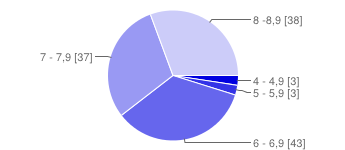 8 -8,9 [38]
7 - 7,9 [37]
4 - 4,9 [3]
5 - 5,9 [3]
6 - 6,9 [43]